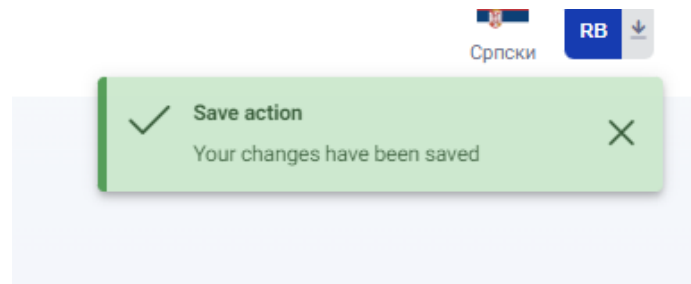 RB
Српски
Save action
Your changes have been saved